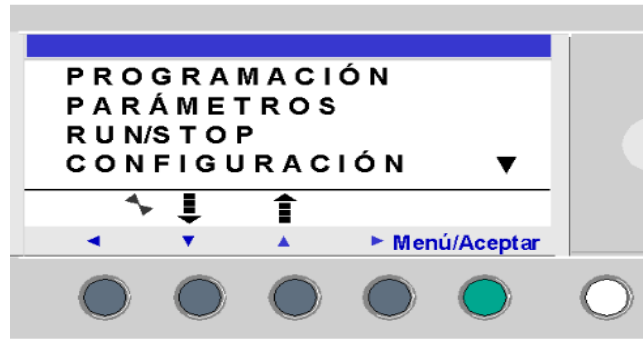 PROGRAMACIÓN
PARÁMETROS
RUN/STOP
CONFIGURACIÓN
Menú/Aceptar